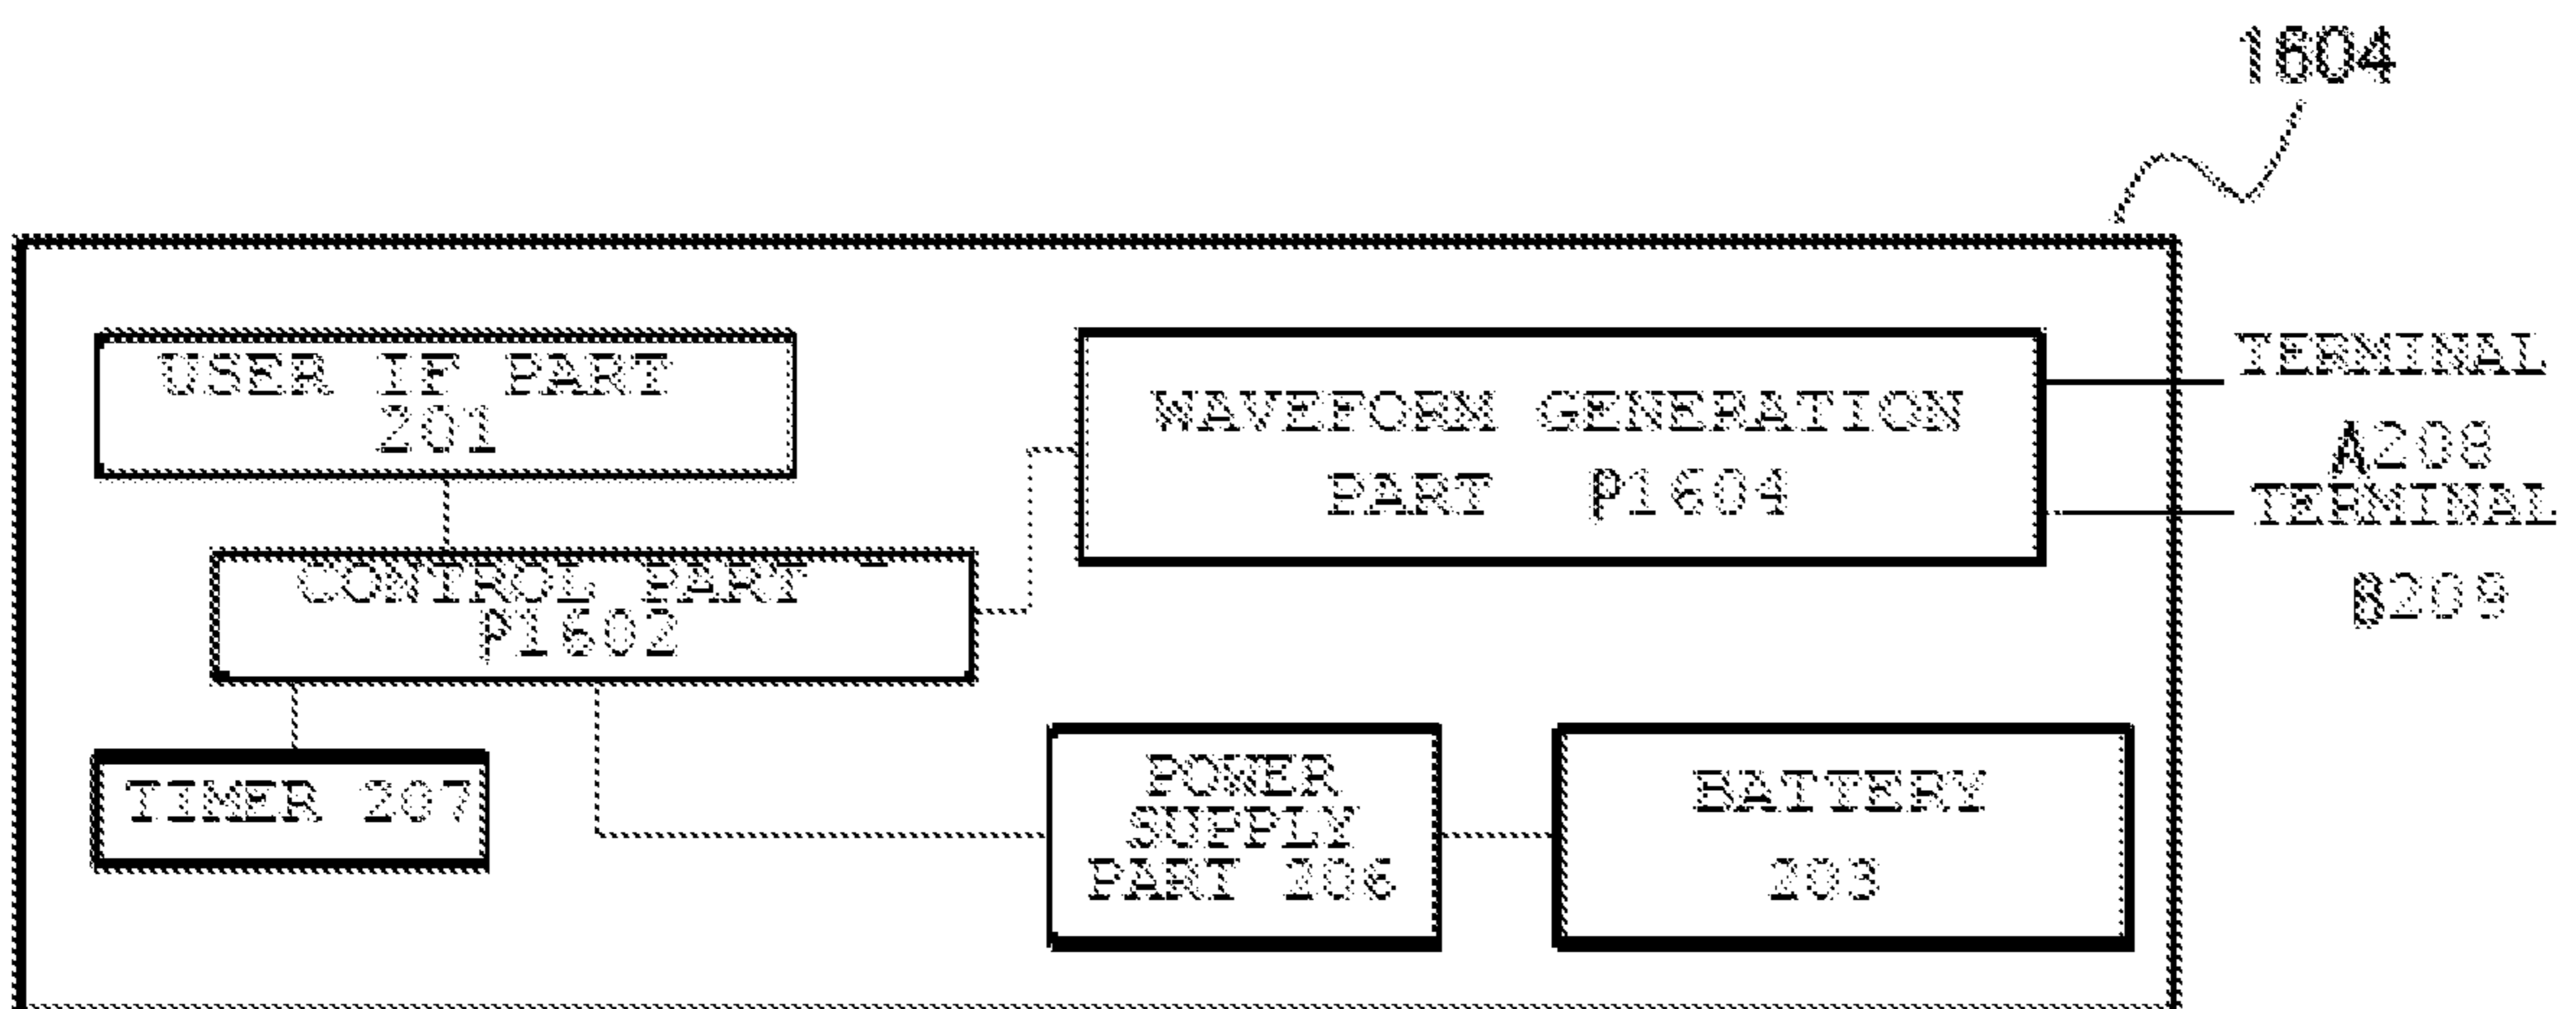 1604
USER IF PART
201
WAVEFORM GENERATION
PART P1604
TERMINAL
A208
TERMINAL
B209
CONTROL PART
P1602
TIMER 207
POWER
SUPPLY
PART 206
BATTERY
203